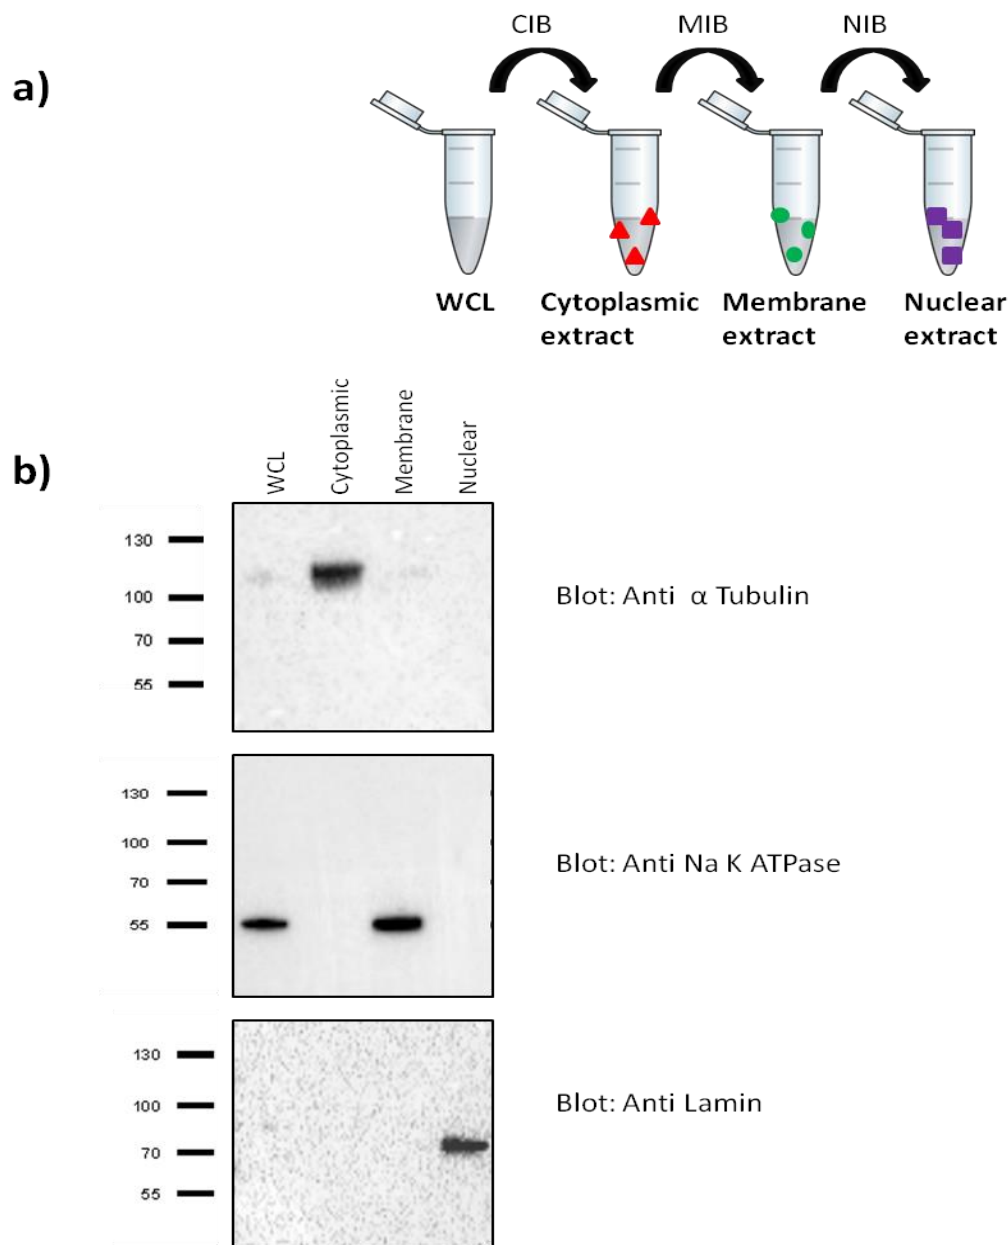 CIB MIB NIB
a)
WCL Cytoplasmic extract Membrane extract Nuclear extract
b)
WCL Cytoplasmic Membrane Nuclear
130
100
70
55
Blot: Anti α Tubulin
130
100
70
55
Blot: Anti Na K ATPase
130
100
70
55
Blot: Anti Lamin